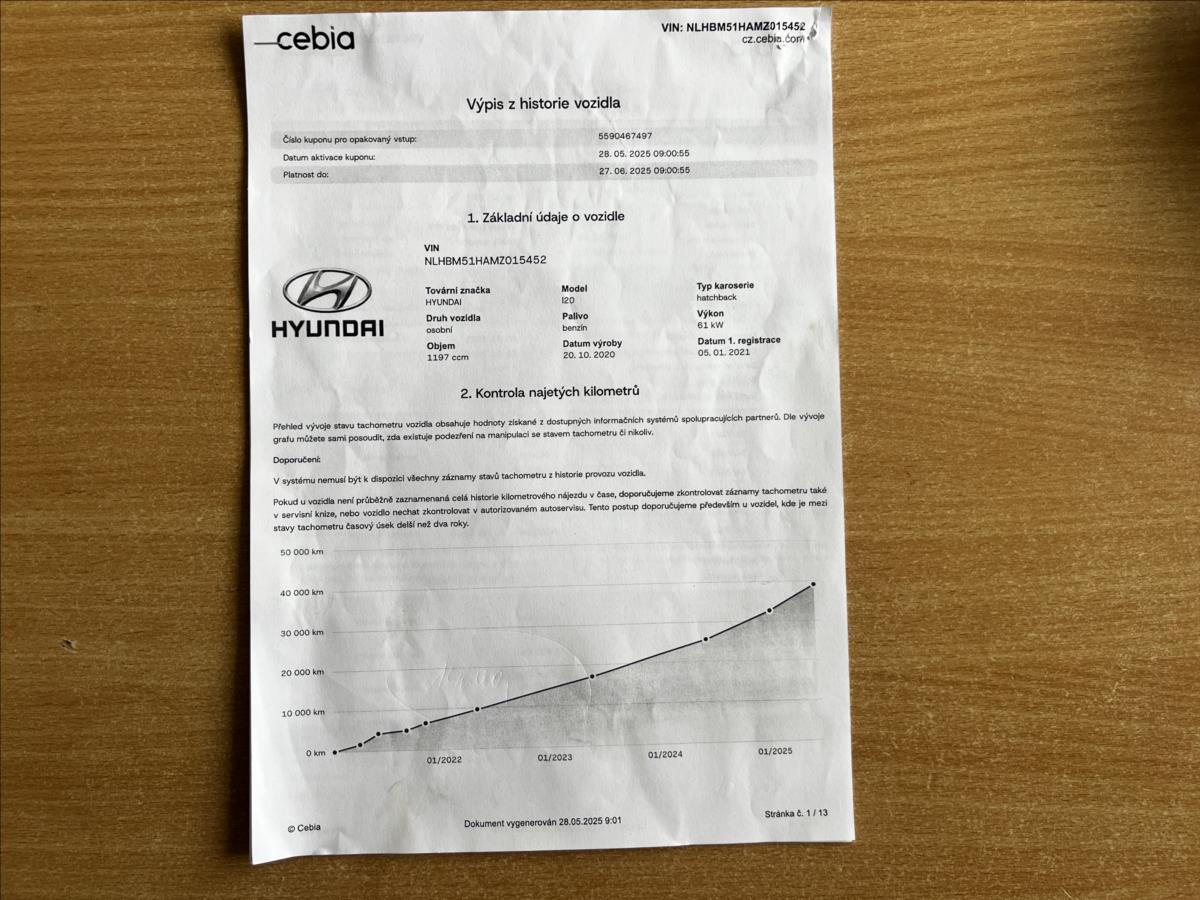 cebia
VIN: NLHBM51HAMZ015452
cz.cebia.com
Výpis z historie vozidla
Číslo kuponu pro opakovaný vstup: 5590467497
Datum aktivace kuponu: 28. 05. 2025 09:00:55
Platnost do: 27. 06. 2025 09:00:55
1. Základní údaje o vozidle
VIN
NLHBM51HAMZ015452
HYUNDAI
Tovární značka Model Typ karoserie
HYUNDAI I20 hatchback
Druh vozidla Palivo Výkon
osobní benzín 61 kW
Objem Datum výroby Datum 1. registrace
1197 ccm 20. 10. 2020 05. 01. 2021
2. Kontrola najetých kilometrů
Přehled vývoje stavu tachometru vozidla obsahuje hodnoty získané z dostupných informačních systémů spolupracujících partnerů. Dle vývoje
grafu můžete sami posoudit, zda existuje podezření na manipulaci se stavem tachometru či nikoliv.
Doporučení:
V systému nemusí být k dispozici všechny záznamy stavů tachometru z historie provozu vozidla.
Pokud u vozidla není průběžně zaznamenaná celá historie kilometrového nájezdu v čase, doporučujeme zkontrolovat záznamy tachometru také
v servisní knize, nebo vozidlo nechat zkontrolovat v autorizovaném autoservisu. Tento postup doporučujeme především u vozidel, kde je mezi
stavy tachometru časový úsek delší než dva roky.
50 000 km
40 000 km
30 000 km
20 000 km
10 000 km
0 km
01/2022 01/2023 01/2024 01/2025
© Cebia
Dokument vygenerován 28.05.2025 9:01
Stránka č. 1 / 13